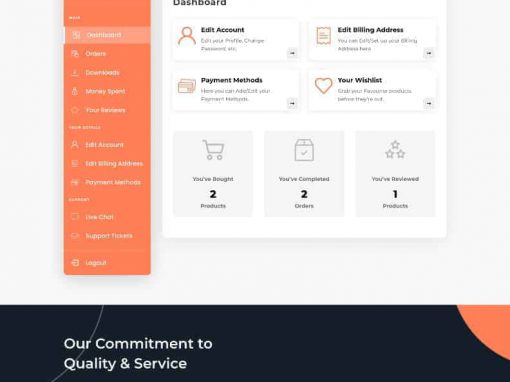 Dashboard
MAIN
Dashboard
Orders
Downloads
Money Spent
Your Reviews
YOUR DETAILS
Edit Account
Edit Billing Address
Payment Methods
SUPPORT
Live Chat
Support Tickets
Logout
Edit Account
Edit your Profile, Change
Password, etc.
Edit Billing Address
You can Edit/Set up your Billing
Address here.
Payment Methods
Here you can Add/Edit your
Payment Methods.
Your Wishlist
Grab your Favourite products
before they're out.
You've Bought
2
Products
You've Completed
2
Orders
You've Reviewed
1
Products
Our Commitment to
Quality & Service